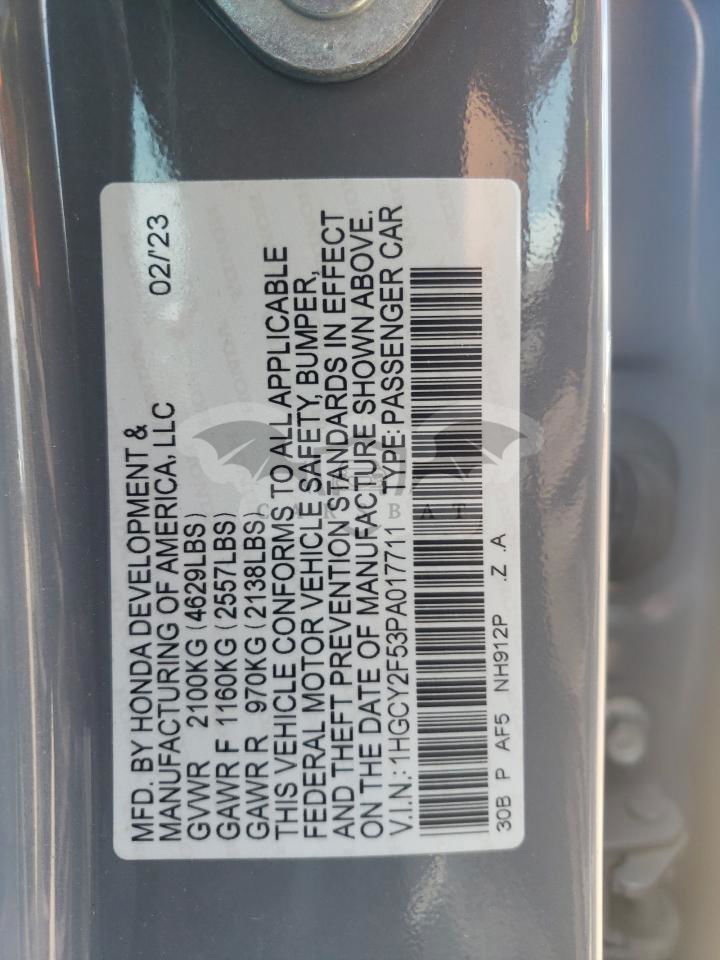 MFD. BY HONDA DEVELOPMENT & 02/'23
MANUFACTURING OF AMERICA, LLC
GVWR 2100KG (4629LBS)
GAWR F 1160KG (2557LBS)
GAWR R 970KG (2138LBS)
THIS VEHICLE CONFORMS TO ALL APPLICABLE
FEDERAL MOTOR VEHICLE SAFETY, BUMPER,
AND THEFT PREVENTION STANDARDS IN EFFECT
ON THE DATE OF MANUFACTURE SHOWN ABOVE.
V.I.N.: 1HGCY2F53PA017711 TYPE: PASSENGER CAR
30B P AF5 NH912P .Z .A